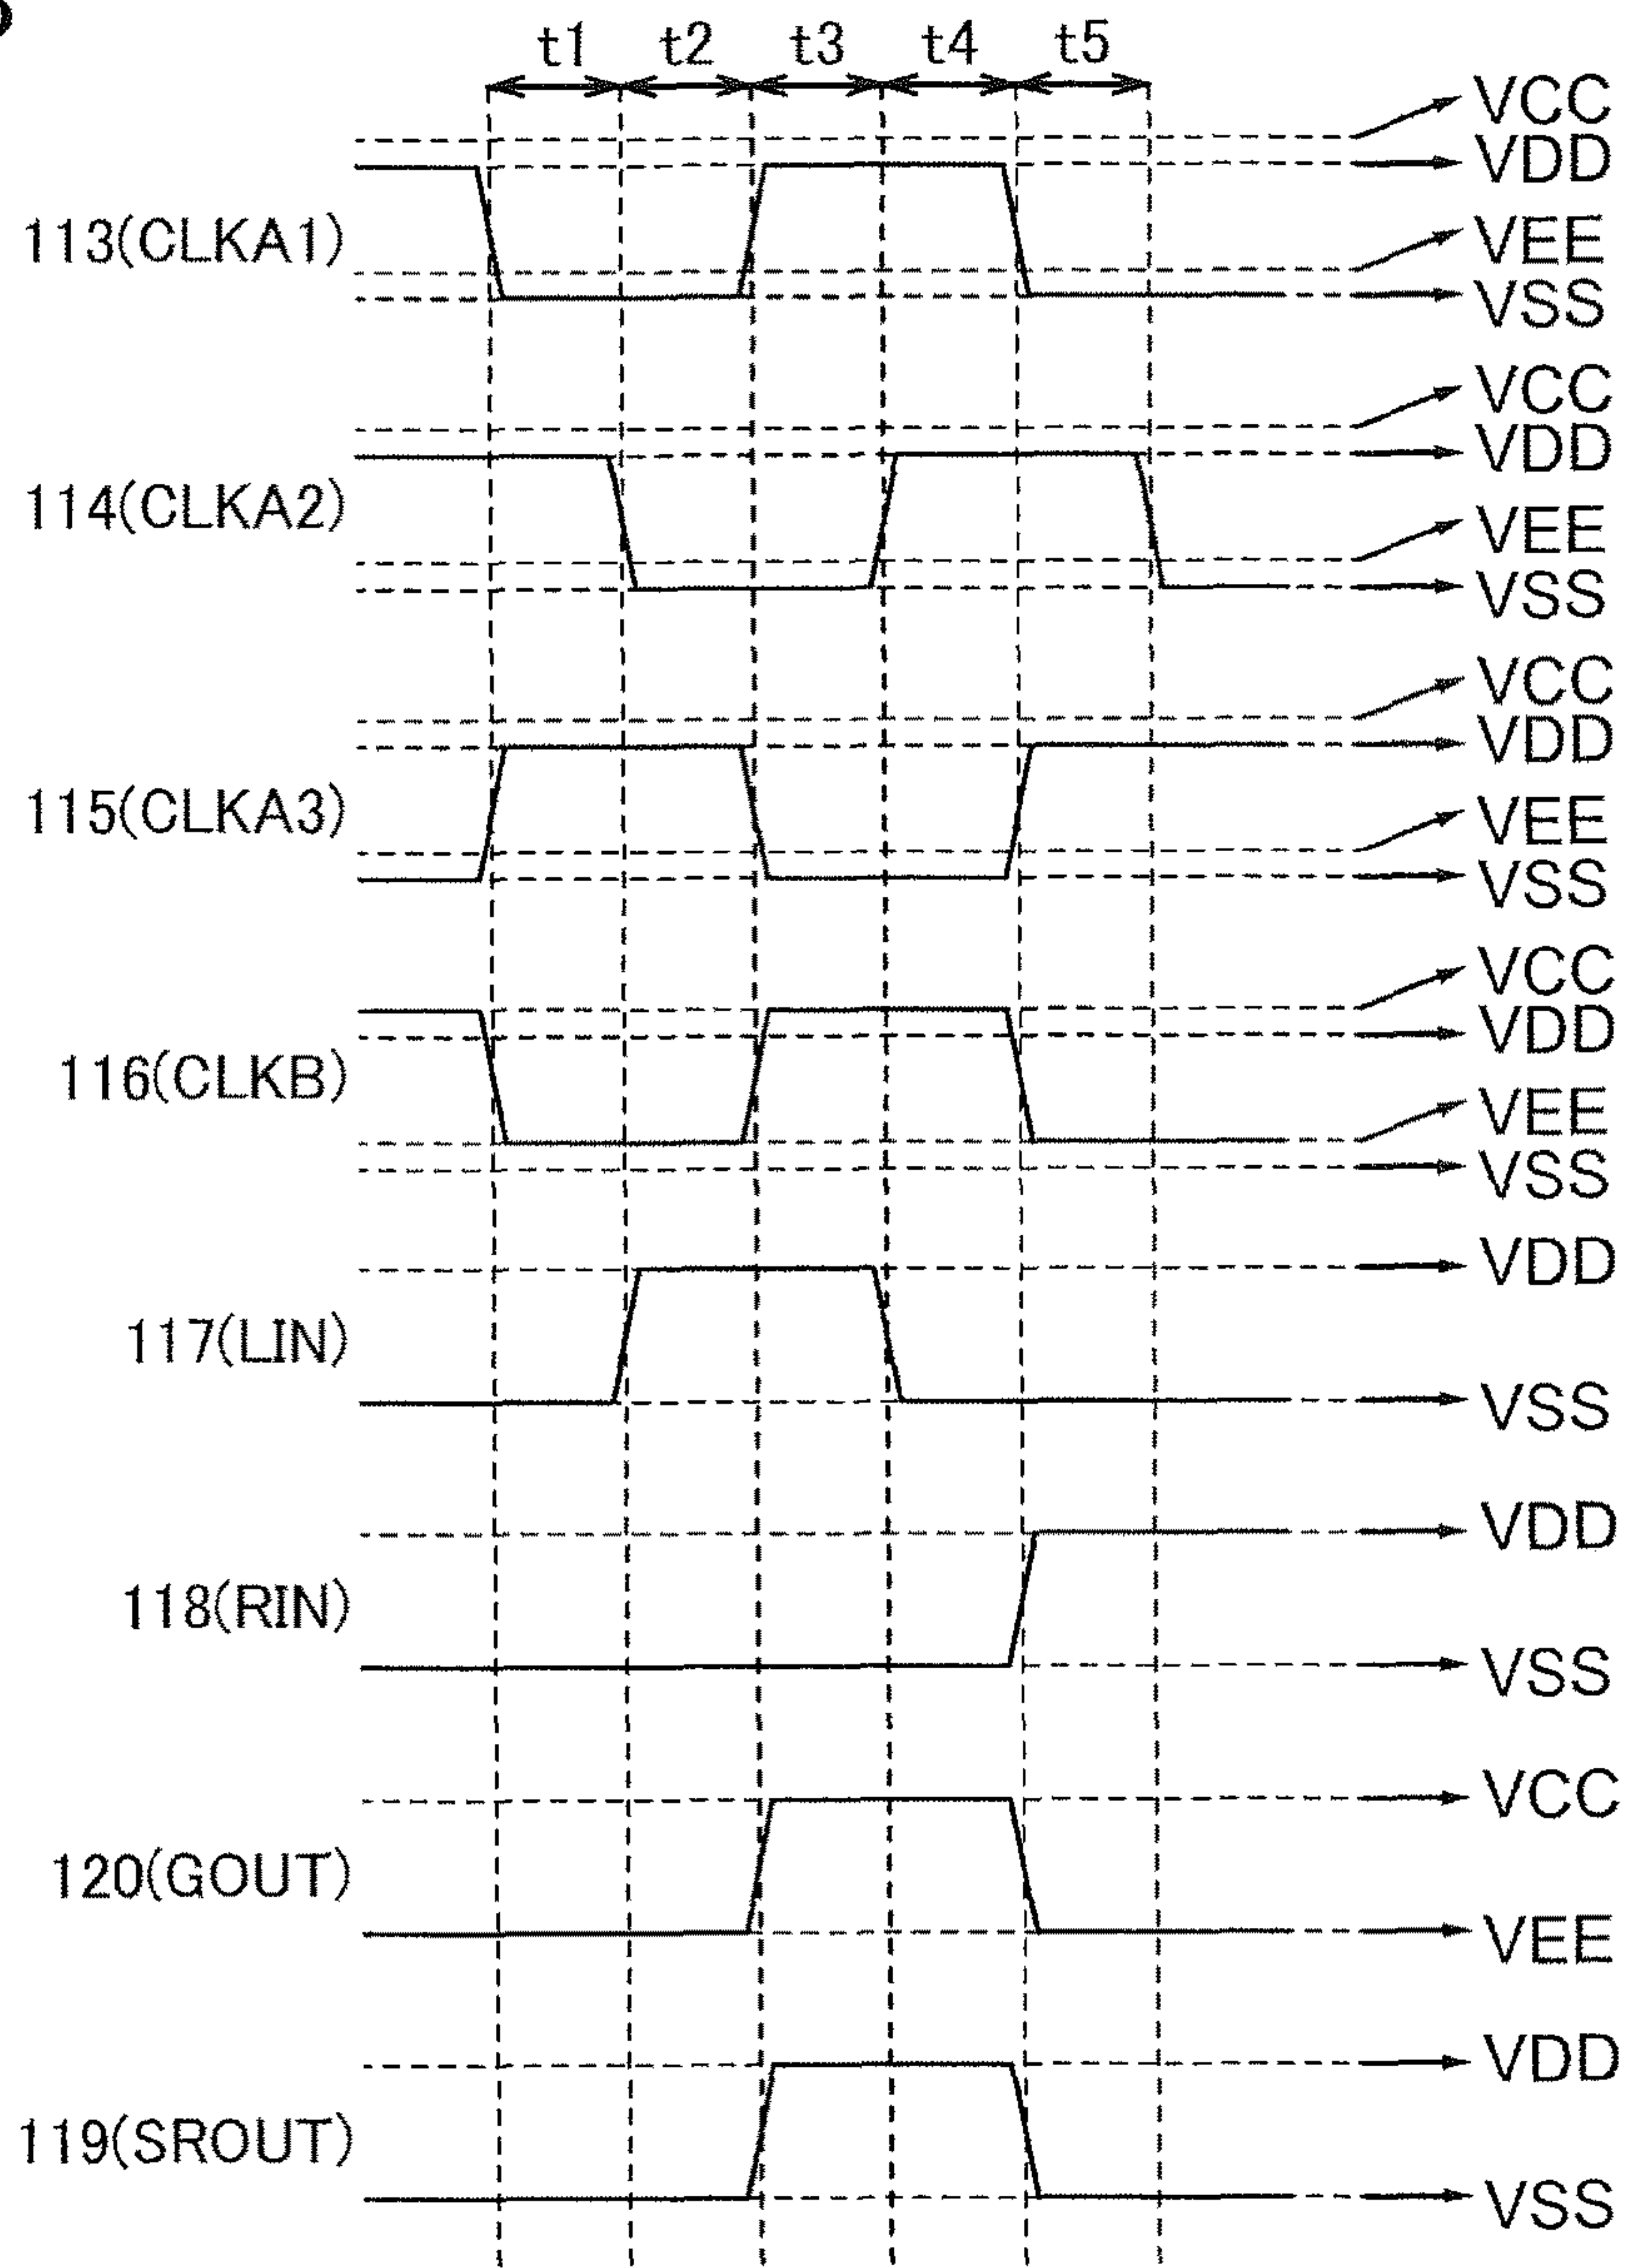 t1 t2 t3 t4 t5
VCC
VDD
113(CLKA1)
VEE
VSS
VCC
VDD
114(CLKA2)
VEE
VSS
VCC
VDD
115(CLKA3)
VEE
VSS
VCC
VDD
116(CLKB)
VEE
VSS
VDD
117(LIN)
VSS
VDD
118(RIN)
VSS
VCC
120(GOUT)
VEE
VDD
119(SROUT)
VSS